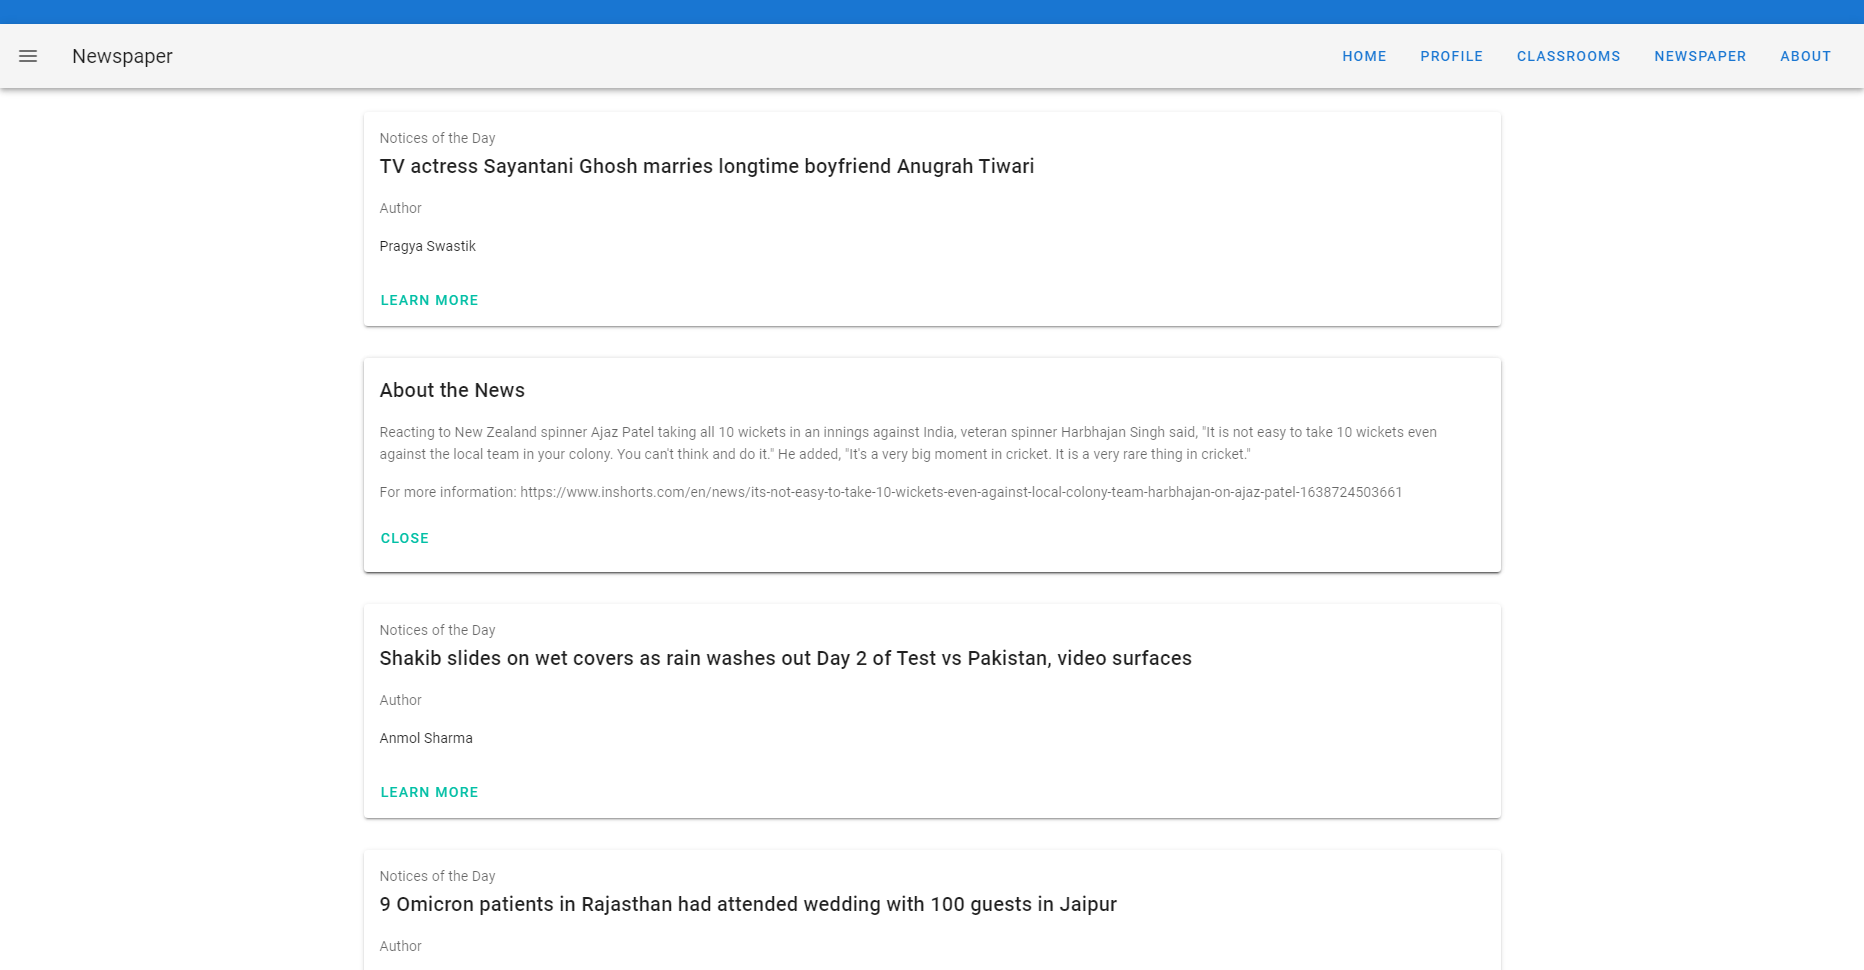 Newspaper
HOME PROFILE CLASSROOMS NEWSPAPER ABOUT
Notices of the Day
TV actress Sayantani Ghosh marries longtime boyfriend Anugrah Tiwari
Author
Pragya Swastik
LEARN MORE
About the News
Reacting to New Zealand spinner Ajaz Patel taking all 10 wickets in an innings against India, veteran spinner Harbhajan Singh said, "It is not easy to take 10 wickets even
against the local team in your colony. You can't think and do it." He added, "It's a very big moment in cricket. It is a very rare thing in cricket."
For more information: https://www.inshorts.com/en/news/its-not-easy-to-take-10-wickets-even-against-local-colony-team-harbhajan-on-ajaz-patel-1638724503661
CLOSE
Notices of the Day
Shakib slides on wet covers as rain washes out Day 2 of Test vs Pakistan, video surfaces
Author
Anmol Sharma
LEARN MORE
Notices of the Day
9 Omicron patients in Rajasthan had attended wedding with 100 guests in Jaipur
Author